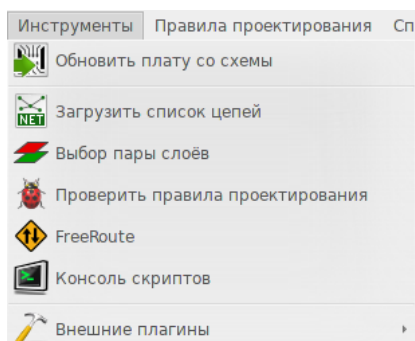 Инструменты Правила проектирования Сп
Обновить плату со схемы
NET Загрузить список цепей
Выбор пары слоёв
Проверить правила проектирования
FreeRoute
Консоль скриптов
Внешние плагины